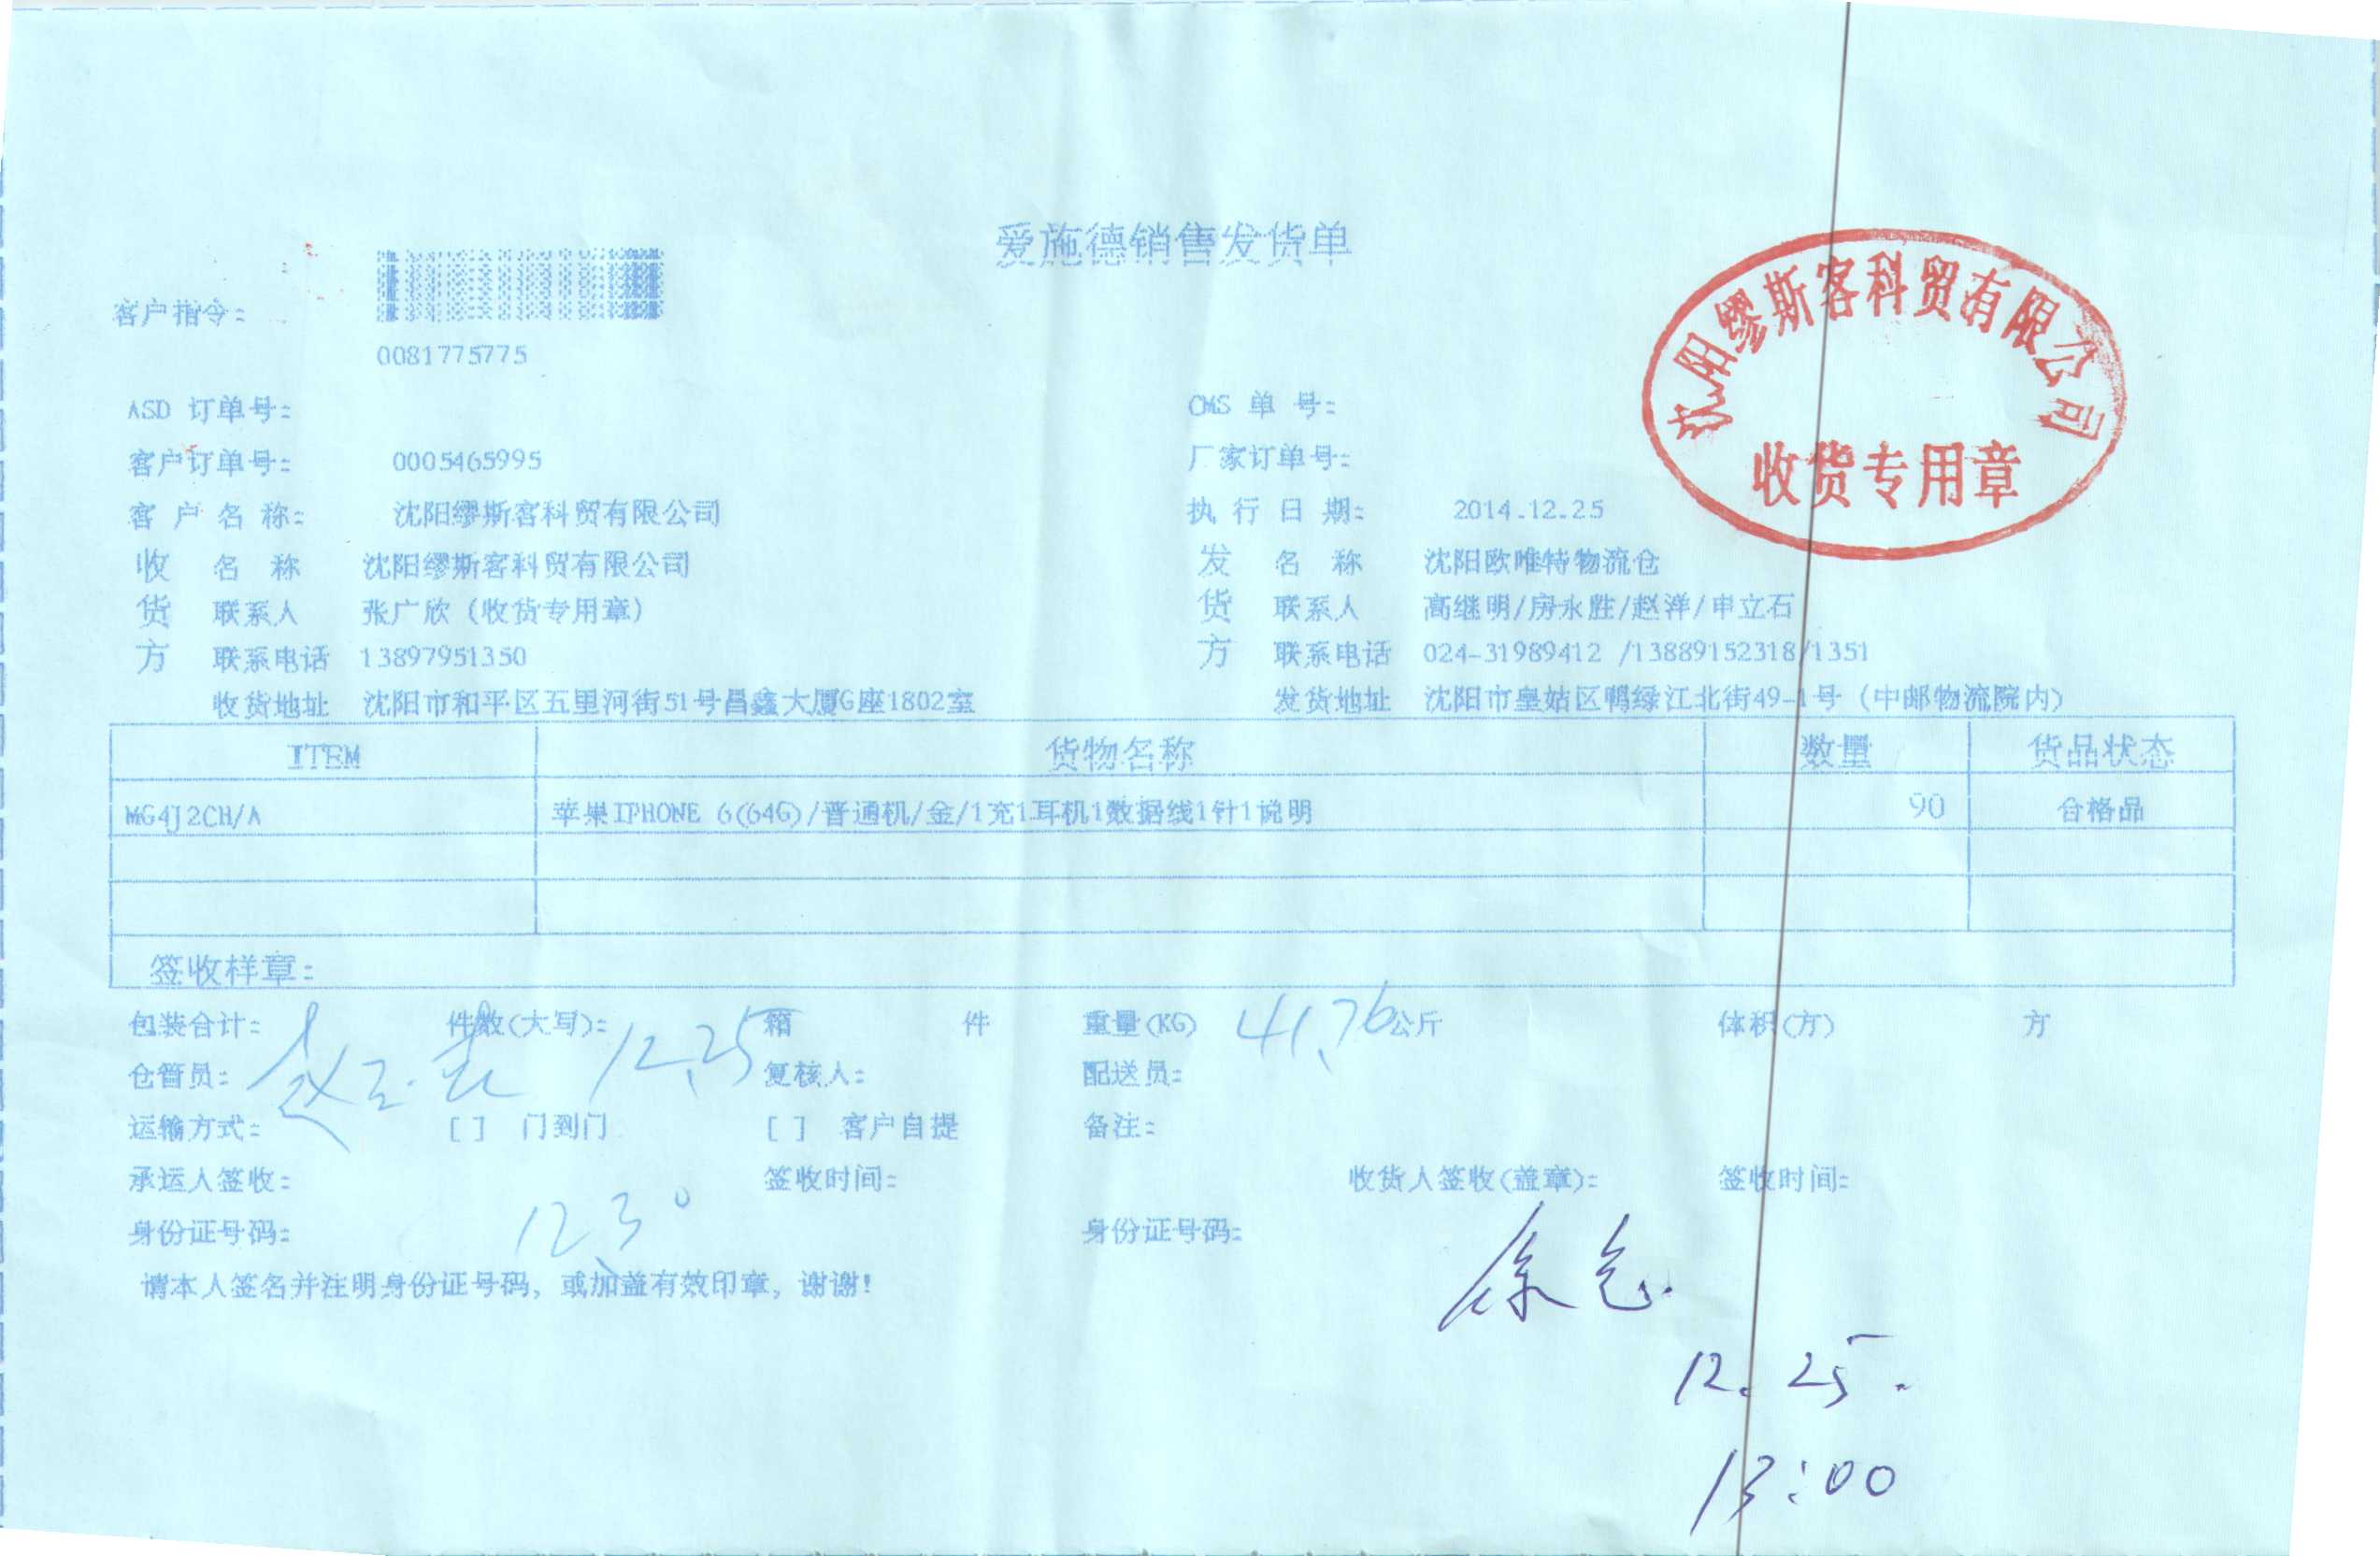 爱施德销售发货单
沈阳缪斯客科贸有限公司
收货专用章
客户指令:
0081775775
ASD 订单号:
CMS 单 号:
客户订单号: 0005465995
厂家订单号:
客 户 名 称: 沈阳缪斯客科贸有限公司
执 行 日 期: 2014.12.25
收 名 称 沈阳缪斯客科贸有限公司
发 名 称 沈阳欧唯特物流仓
货 联系人 张广欣（收货专用章）
货 联系人 高继明/房永胜/赵洋/申立石
方 联系电话 13897951350
方 联系电话 024-31989412 /13889152318/1351
收货地址 沈阳市和平区五里河街51号昌鑫大厦G座1802室
发货地址 沈阳市皇姑区鸭绿江北街49-1号（中邮物流院内）
ITEM 货物名称 数量 货品状态
MG4J2CH/A 苹果IPHONE 6(64G)/普通机/金/1充1耳机1数据线1针1说明 90 合格品
签收样章:
包装合计: 件数(大写): 箱 件 重量(KG) 41.76公斤 体积(方) 方
仓管员: 12.25 复核人: 配送员:
运输方式: [ ] 门到门 [ ] 客户自提 备注:
承运人签收: 签收时间: 收货人签收(盖章): 签收时间:
身份证号码: 身份证号码:
请本人签名并注明身份证号码，或加盖有效印章，谢谢!
12.25.
13:00